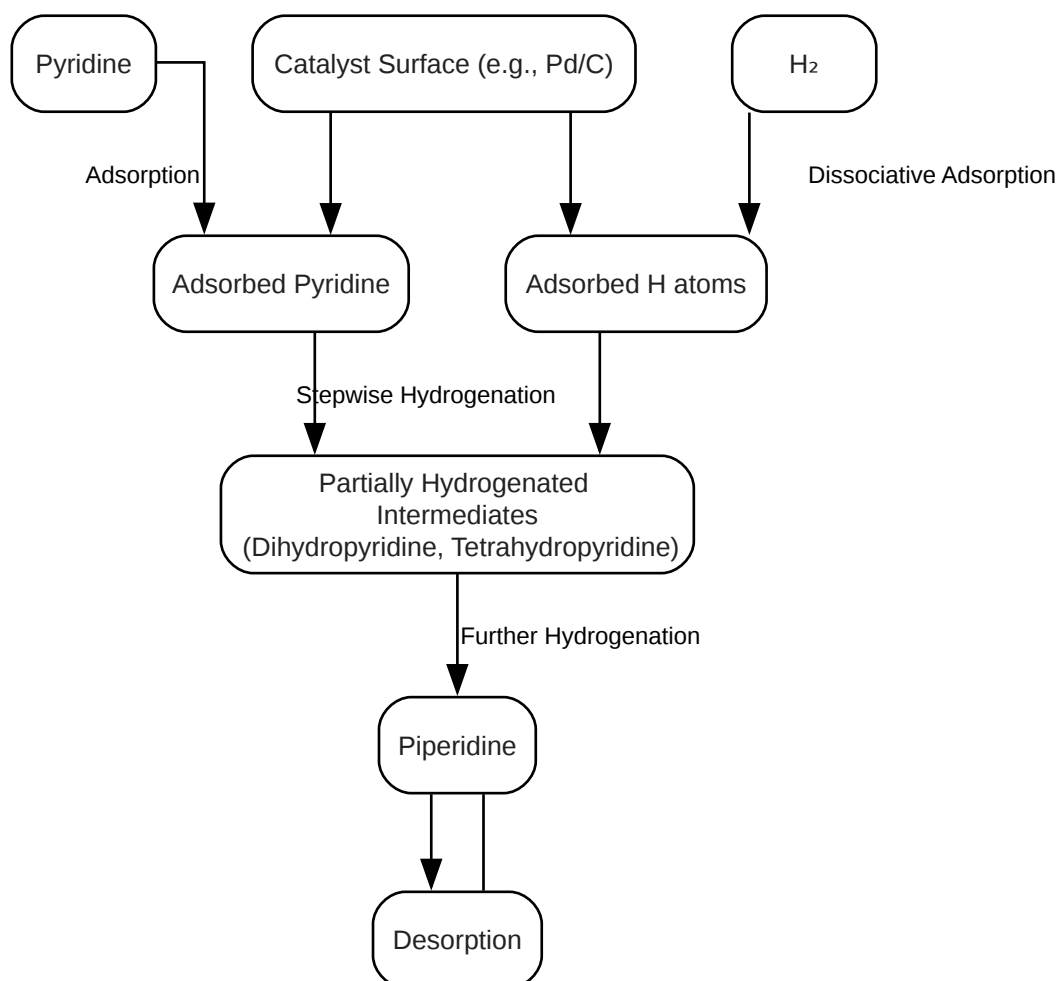 Pyridine
Catalyst Surface (e.g., Pd/C)
H₂
Adsorption
Dissociative Adsorption
Adsorbed Pyridine
Adsorbed H atoms
Stepwise Hydrogenation
Partially Hydrogenated
Intermediates
(Dihydropyridine, Tetrahydropyridine)
Further Hydrogenation
Piperidine
Desorption